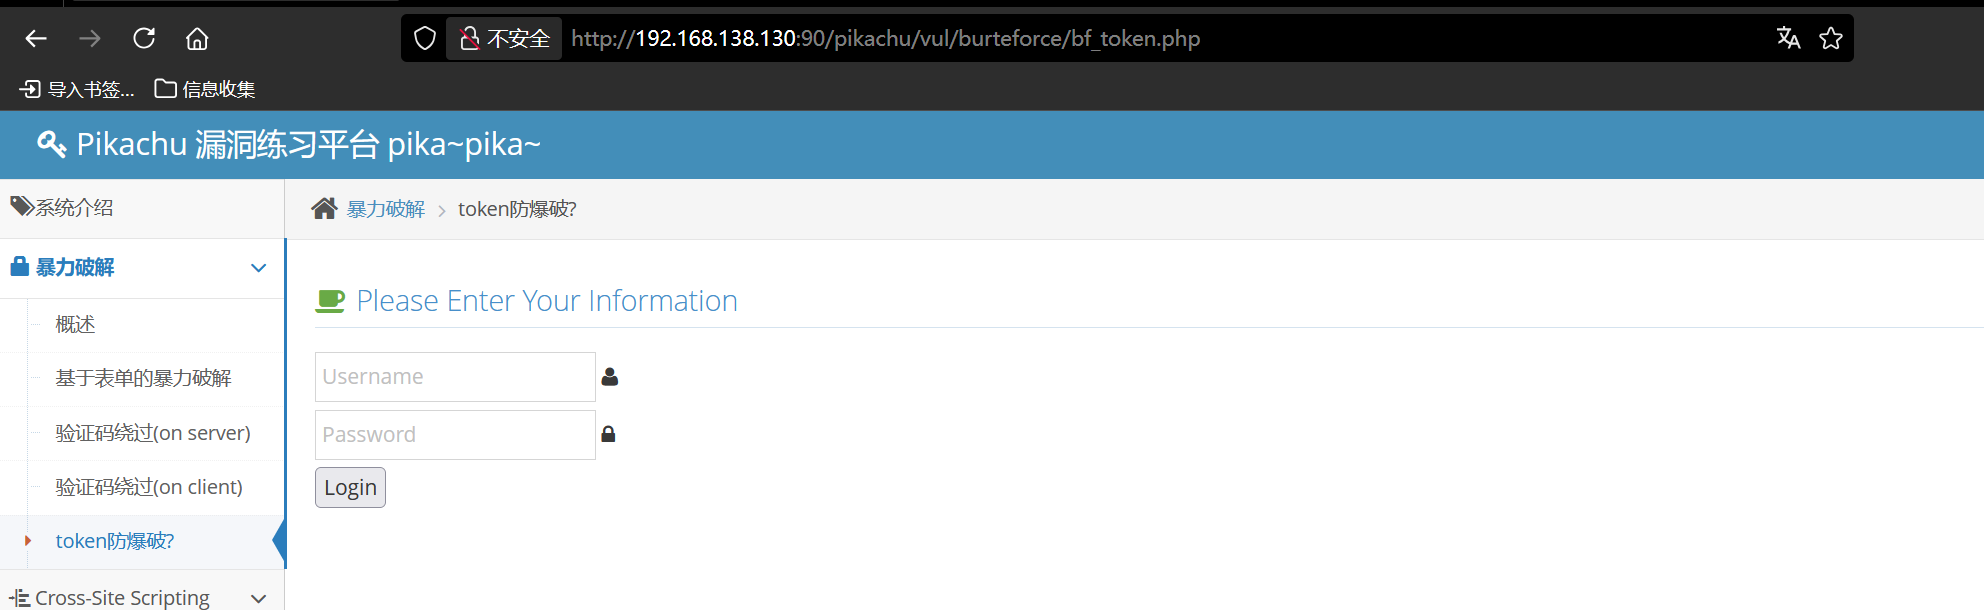 不安全 http://192.168.138.130:90/pikachu/vul/burteforce/bf_token.php
导入书签... 信息收集
Pikachu 漏洞练习平台 pika~pika~
系统介绍
暴力破解
概述
基于表单的暴力破解
验证码绕过(on server)
验证码绕过(on client)
token防爆破?
Cross-Site Scripting
暴力破解 > token防爆破?
Please Enter Your Information
Username
Password
Login